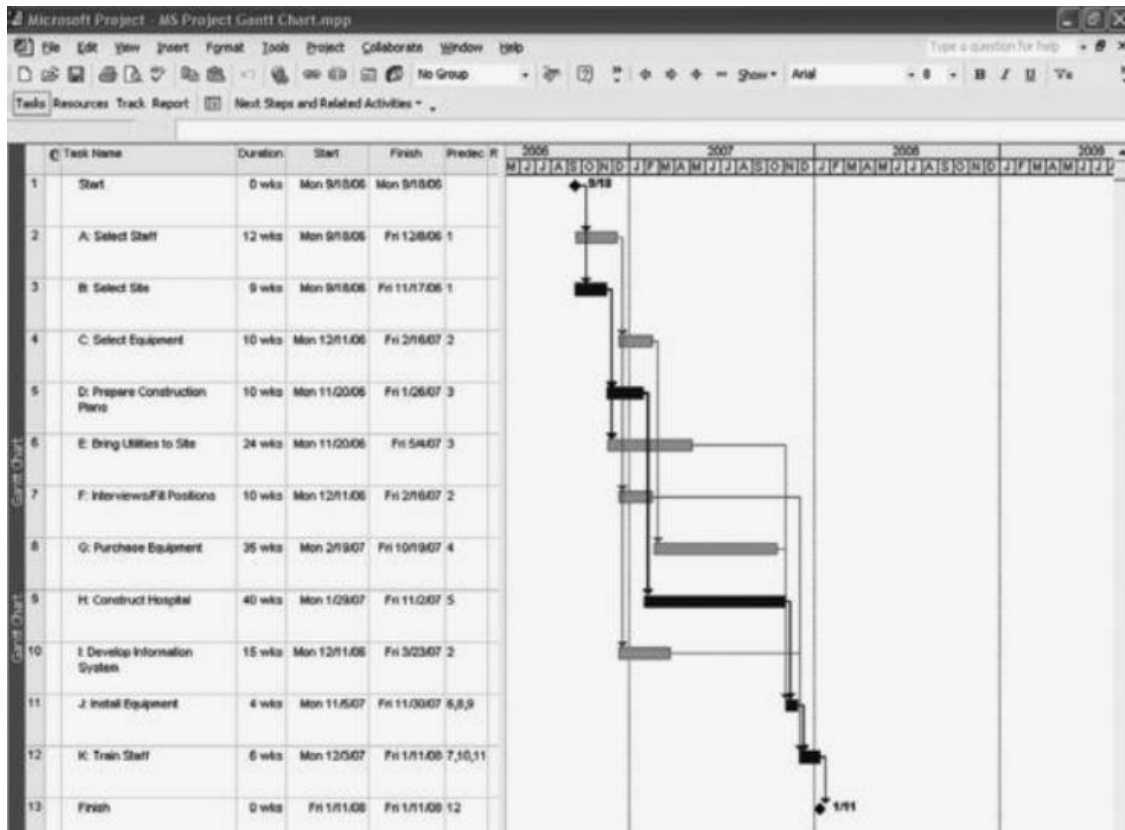 Microsoft Project - MS Project Gantt Chart.mpp
File Edit View Insert Format Tools Project Collaborate Window Help Type a question for help
No Group Show Arial 8 B I U
Tasks Resources Track Report Next Steps and Related Activities
Task Name Duration Start Finish Predec R 2006 2007 2008 2009
M J J A S O N D J F M A M J J A S O N D J F M A M J J A S O N D J F M A M J J
1 Start 0 wks Mon 9/18/06 Mon 9/18/06 9/18
2 A: Select Staff 12 wks Mon 9/18/06 Fri 12/8/06 1
3 B: Select Site 9 wks Mon 9/18/06 Fri 11/17/06 1
4 C: Select Equipment 10 wks Mon 12/11/06 Fri 2/16/07 2
5 D: Prepare Construction Plans 10 wks Mon 11/20/06 Fri 1/26/07 3
6 E: Bring Utilities to Site 24 wks Mon 11/20/06 Fri 5/4/07 3
7 F: Interviews/Fill Positions 10 wks Mon 12/11/06 Fri 2/16/07 2
8 G: Purchase Equipment 35 wks Mon 2/19/07 Fri 10/19/07 4
9 H: Construct Hospital 40 wks Mon 1/29/07 Fri 11/2/07 5
10 I: Develop Information System 15 wks Mon 12/11/06 Fri 3/23/07 2
11 J: Install Equipment 4 wks Mon 11/5/07 Fri 11/30/07 6,8,9
12 K: Train Staff 6 wks Mon 12/3/07 Fri 1/11/08 7,10,11
13 Finish 0 wks Fri 1/11/08 Fri 1/11/08 12 1/11
Gantt Chart
Gantt Chart